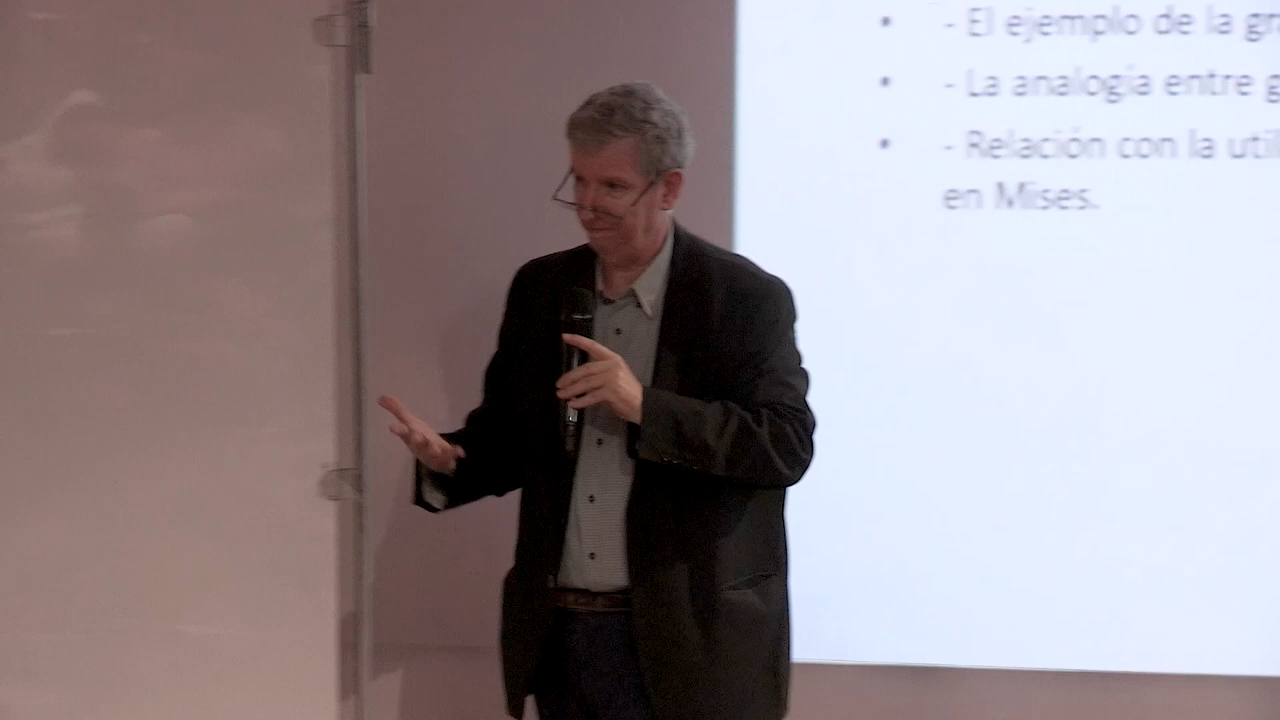 • - El ejemplo de la
• - La analogía entre
• - Relación con la
en Mises.